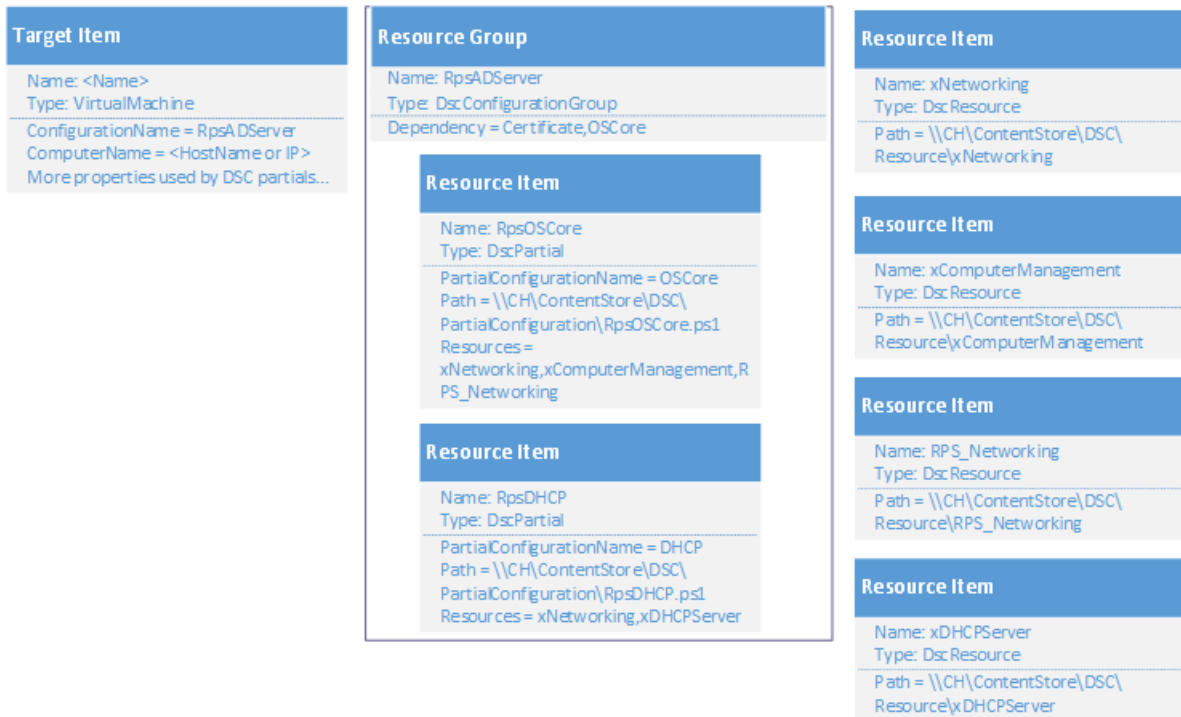 Target Item
Name: <Name>
Type: VirtualMachine
ConfigurationName = RpsADServer
ComputerName = <HostName or IP>
More properties used by DSC partials...
Resource Group
Name: RpsADServer
Type: DscConfigurationGroup
Dependency = Certificate,OSCore
Resource Item
Name: RpsOSCore
Type: DscPartial
PartialConfigurationName = OSCore
Path = \\CH\ContentStore\DSC\
PartialConfiguration\RpsOSCore.ps1
Resources =
xNetworking,xComputerManagement,R
PS_Networking
Resource Item
Name: RpsDHCP
Type: DscPartial
PartialConfigurationName = DHCP
Path = \\CH\ContentStore\DSC\
PartialConfiguration\RpsDHCP.ps1
Resources = xNetworking,xDHCPServer
Resource Item
Name: xNetworking
Type: DscResource
Path = \\CH\ContentStore\DSC\
Resource\xNetworking
Resource Item
Name: xComputerManagement
Type: DscResource
Path = \\CH\ContentStore\DSC\
Resource\xComputerManagement
Resource Item
Name: RPS_Networking
Type: DscResource
Path = \\CH\ContentStore\DSC\
Resource\RPS_Networking
Resource Item
Name: xDHCPServer
Type: DscResource
Path = \\CH\ContentStore\DSC\
Resource\xDHCPServer